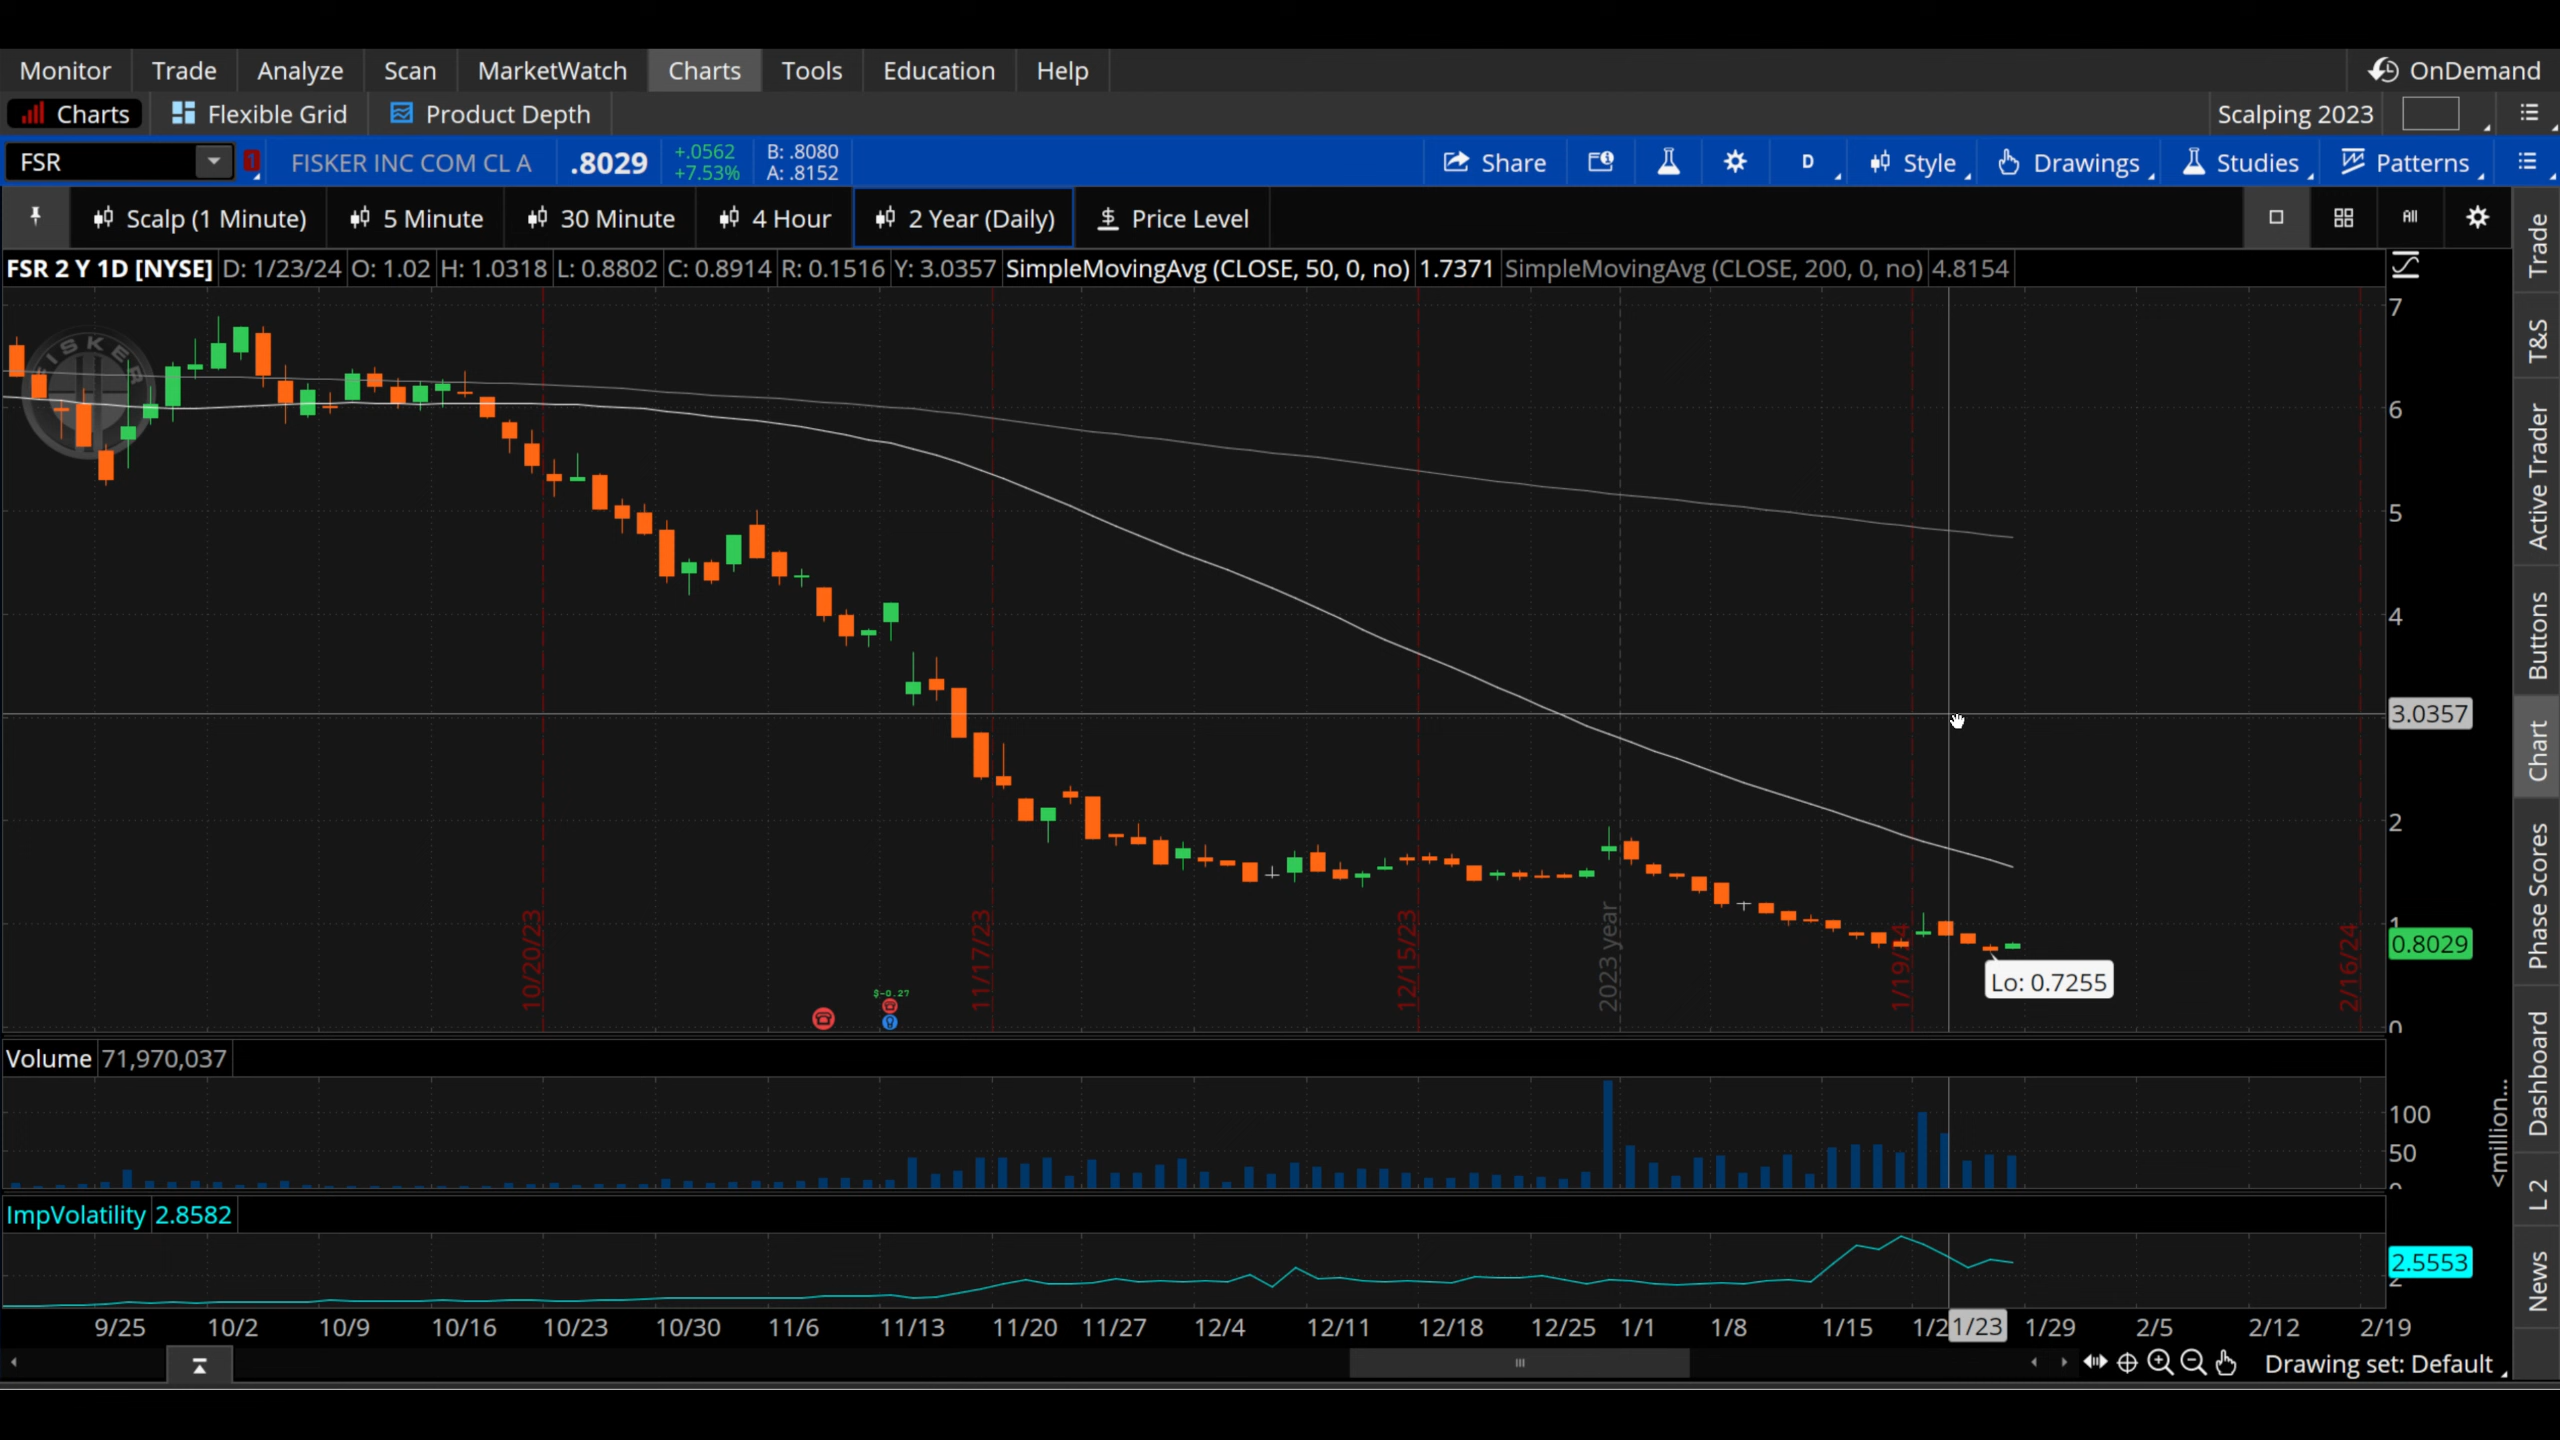 Monitor Trade Analyze Scan MarketWatch Charts Tools Education Help OnDemand
Charts Flexible Grid Product Depth Scalping 2023
FSR 1 FISKER INC COM CL A .8029 +.0562 B: .8080
+7.53% A: .8152
Share D Style Drawings Studies Patterns
Scalp (1 Minute) 5 Minute 30 Minute 4 Hour 2 Year (Daily) Price Level All
FSR 2 Y 1D [NYSE] D: 1/23/24 O: 1.02 H: 1.0318 L: 0.8802 C: 0.8914 R: 0.1516 Y: 3.0357 SimpleMovingAvg (CLOSE, 50, 0, no) 1.7371 SimpleMovingAvg (CLOSE, 200, 0, no) 4.8154
FISKER
7
6
5
4
3.0357
2
1
0.8029
0
10/20/23 11/17/23 12/15/23 2023 year 2/16/24
Lo: 0.7255
$-0.27
Volume 71,970,037
100
50
<million...
ImpVolatility 2.8582
2.5553
2
9/25 10/2 10/9 10/16 10/23 10/30 11/6 11/13 11/20 11/27 12/4 12/11 12/18 12/25 1/1 1/8 1/15 1/23 1/29 2/5 2/12 2/19
Drawing set: Default
Trade
T&S
Active Trader
Buttons
Chart
Phase Scores
Dashboard
L 2
News